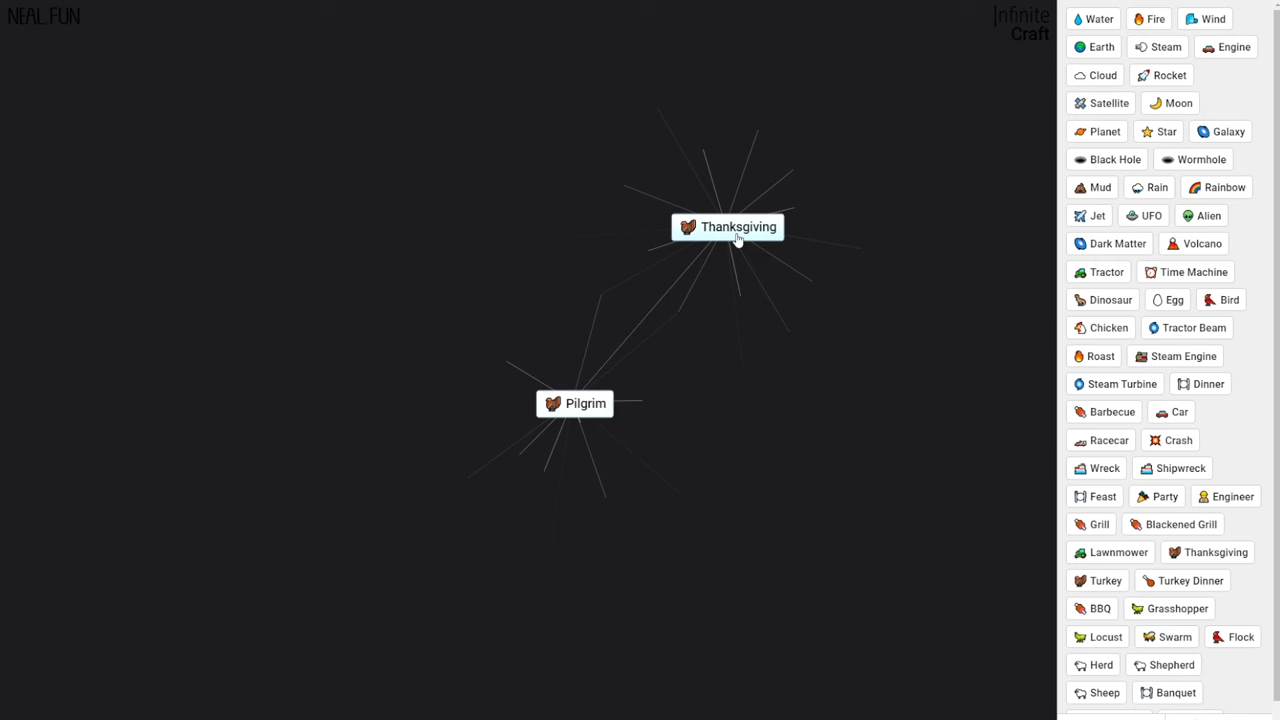 NEAL.FUN
Infinite
Craft
Thanksgiving
Pilgrim
Water Fire Wind
Earth Steam Engine
Cloud Rocket
Satellite Moon
Planet Star Galaxy
Black Hole Wormhole
Mud Rain Rainbow
Jet UFO Alien
Dark Matter Volcano
Tractor Time Machine
Dinosaur Egg Bird
Chicken Tractor Beam
Roast Steam Engine
Steam Turbine Dinner
Barbecue Car
Racecar Crash
Wreck Shipwreck
Feast Party Engineer
Grill Blackened Grill
Lawnmower Thanksgiving
Turkey Turkey Dinner
BBQ Grasshopper
Locust Swarm Flock
Herd Shepherd
Sheep Banquet